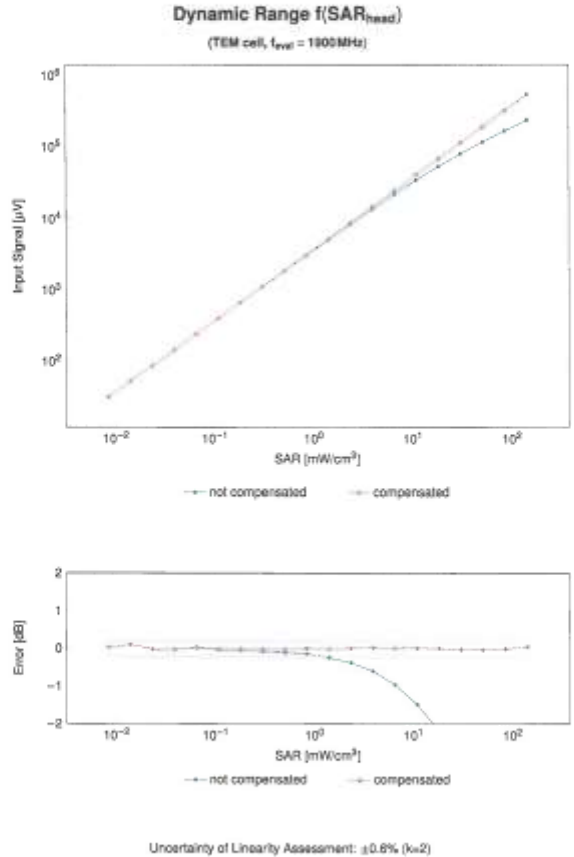 Dynamic Range f(SARhead)
(TEM cell, feval = 1900MHz)
10⁶
10⁵
10⁴
10³
10²
Input Signal [µV]
10⁻² 10⁻¹ 10⁰ 10¹ 10²
SAR [mW/cm³]
not compensated compensated
2
1
0
−1
−2
Error [dB]
10⁻² 10⁻¹ 10⁰ 10¹ 10²
SAR [mW/cm³]
not compensated compensated
Uncertainty of Linearity Assessment: ±0.6% (k=2)